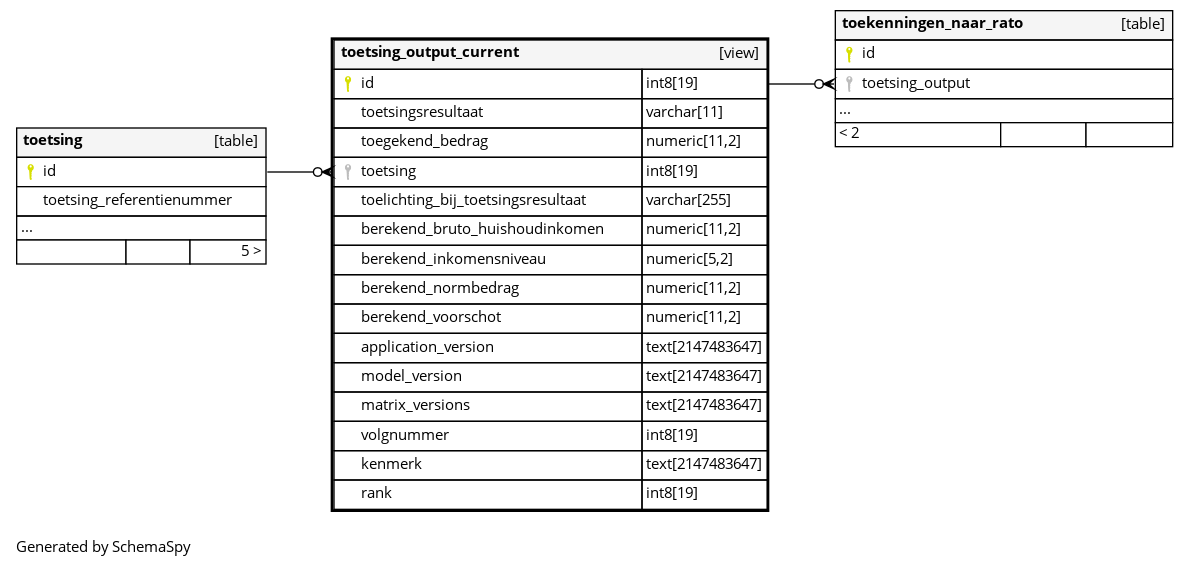 toetsing [table]
id
toetsing_referentienummer
...
5 >
toetsing_output_current [view]
id int8[19]
toetsingsresultaat varchar[11]
toegekend_bedrag numeric[11,2]
toetsing int8[19]
toelichting_bij_toetsingsresultaat varchar[255]
berekend_bruto_huishoudinkomen numeric[11,2]
berekend_inkomensniveau numeric[5,2]
berekend_normbedrag numeric[11,2]
berekend_voorschot numeric[11,2]
application_version text[2147483647]
model_version text[2147483647]
matrix_versions text[2147483647]
volgnummer int8[19]
kenmerk text[2147483647]
rank int8[19]
toekenningen_naar_rato [table]
id
toetsing_output
...
< 2
Generated by SchemaSpy